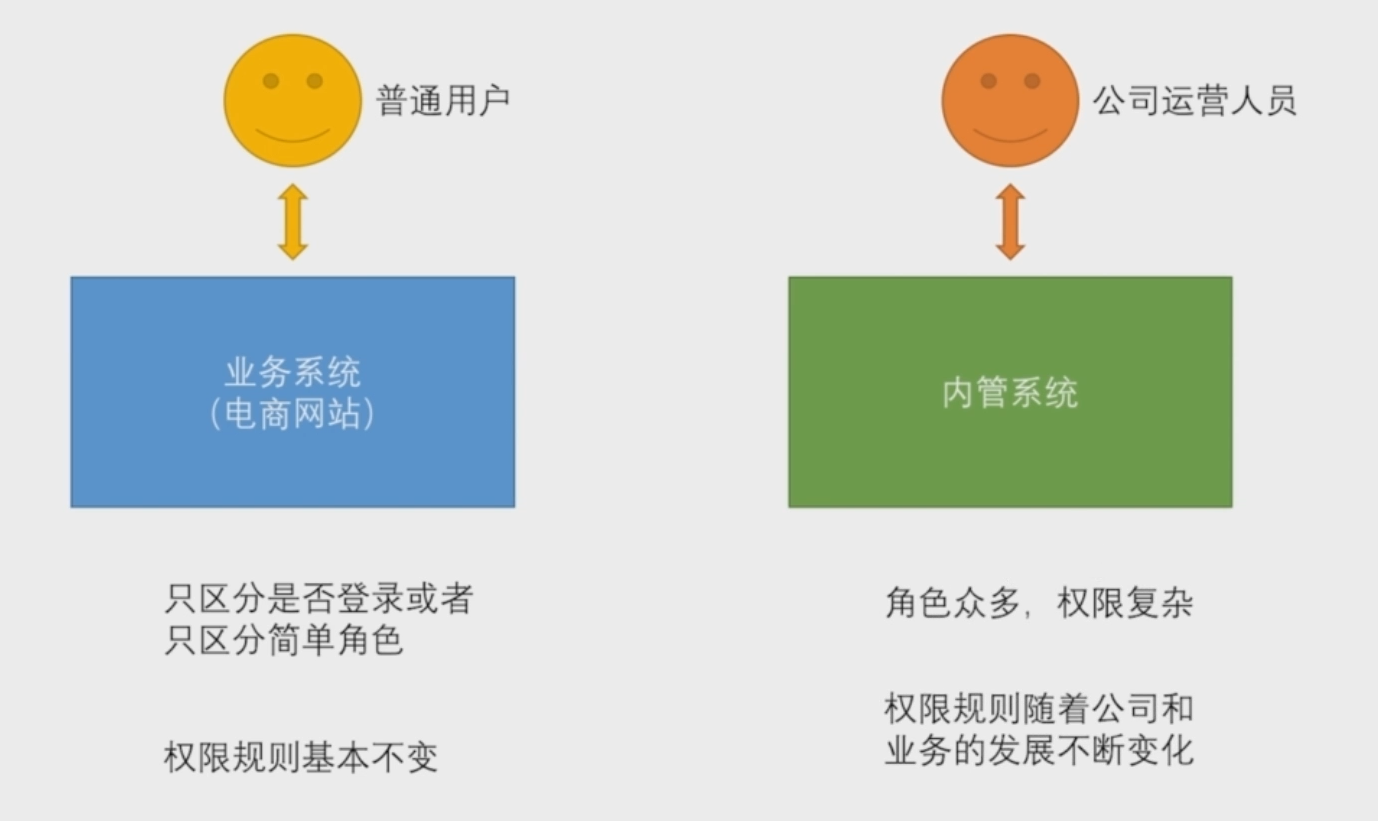 普通用户
公司运营人员
业务系统
（电商网站）
内管系统
只区分是否登录或者
只区分简单角色
角色众多，权限复杂
权限规则基本不变
权限规则随着公司和
业务的发展不断变化